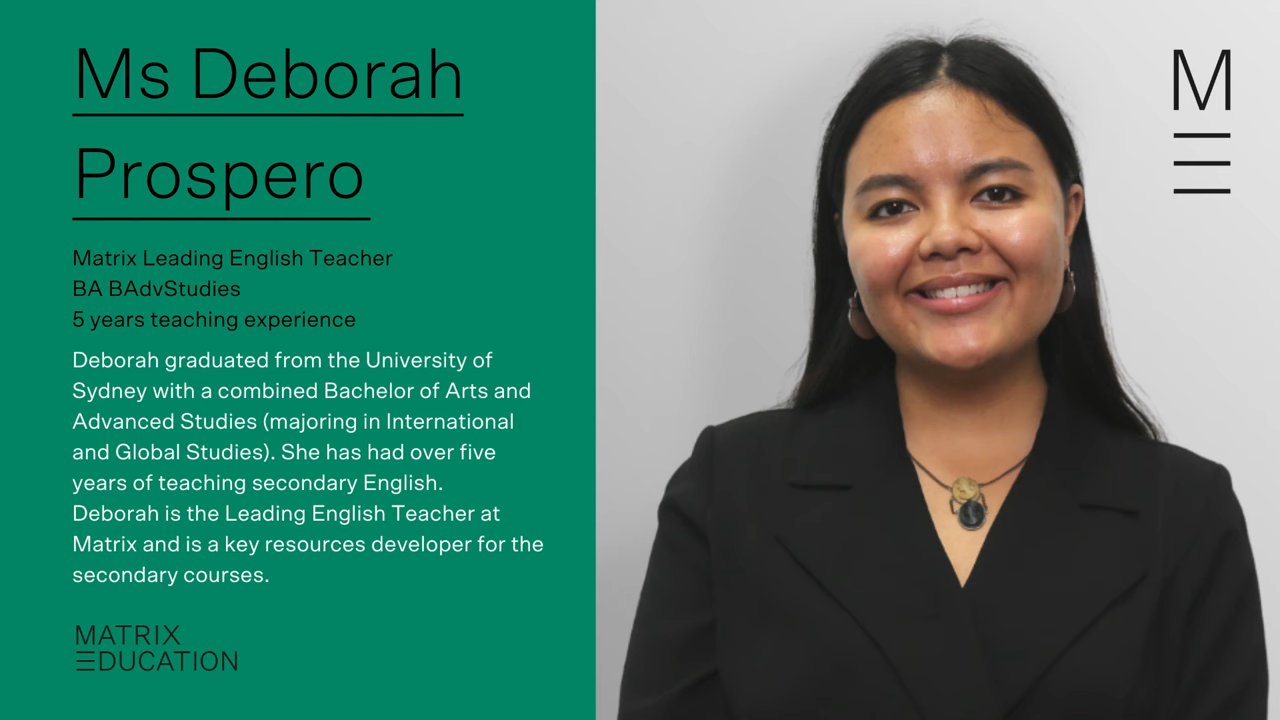 Ms Deborah
Prospero
Matrix Leading English Teacher
BA BAdvStudies
5 years teaching experience
Deborah graduated from the University of
Sydney with a combined Bachelor of Arts and
Advanced Studies (majoring in International
and Global Studies). She has had over five
years of teaching secondary English.
Deborah is the Leading English Teacher at
Matrix and is a key resources developer for the
secondary courses.
MATRIX
EDUCATION
M
E